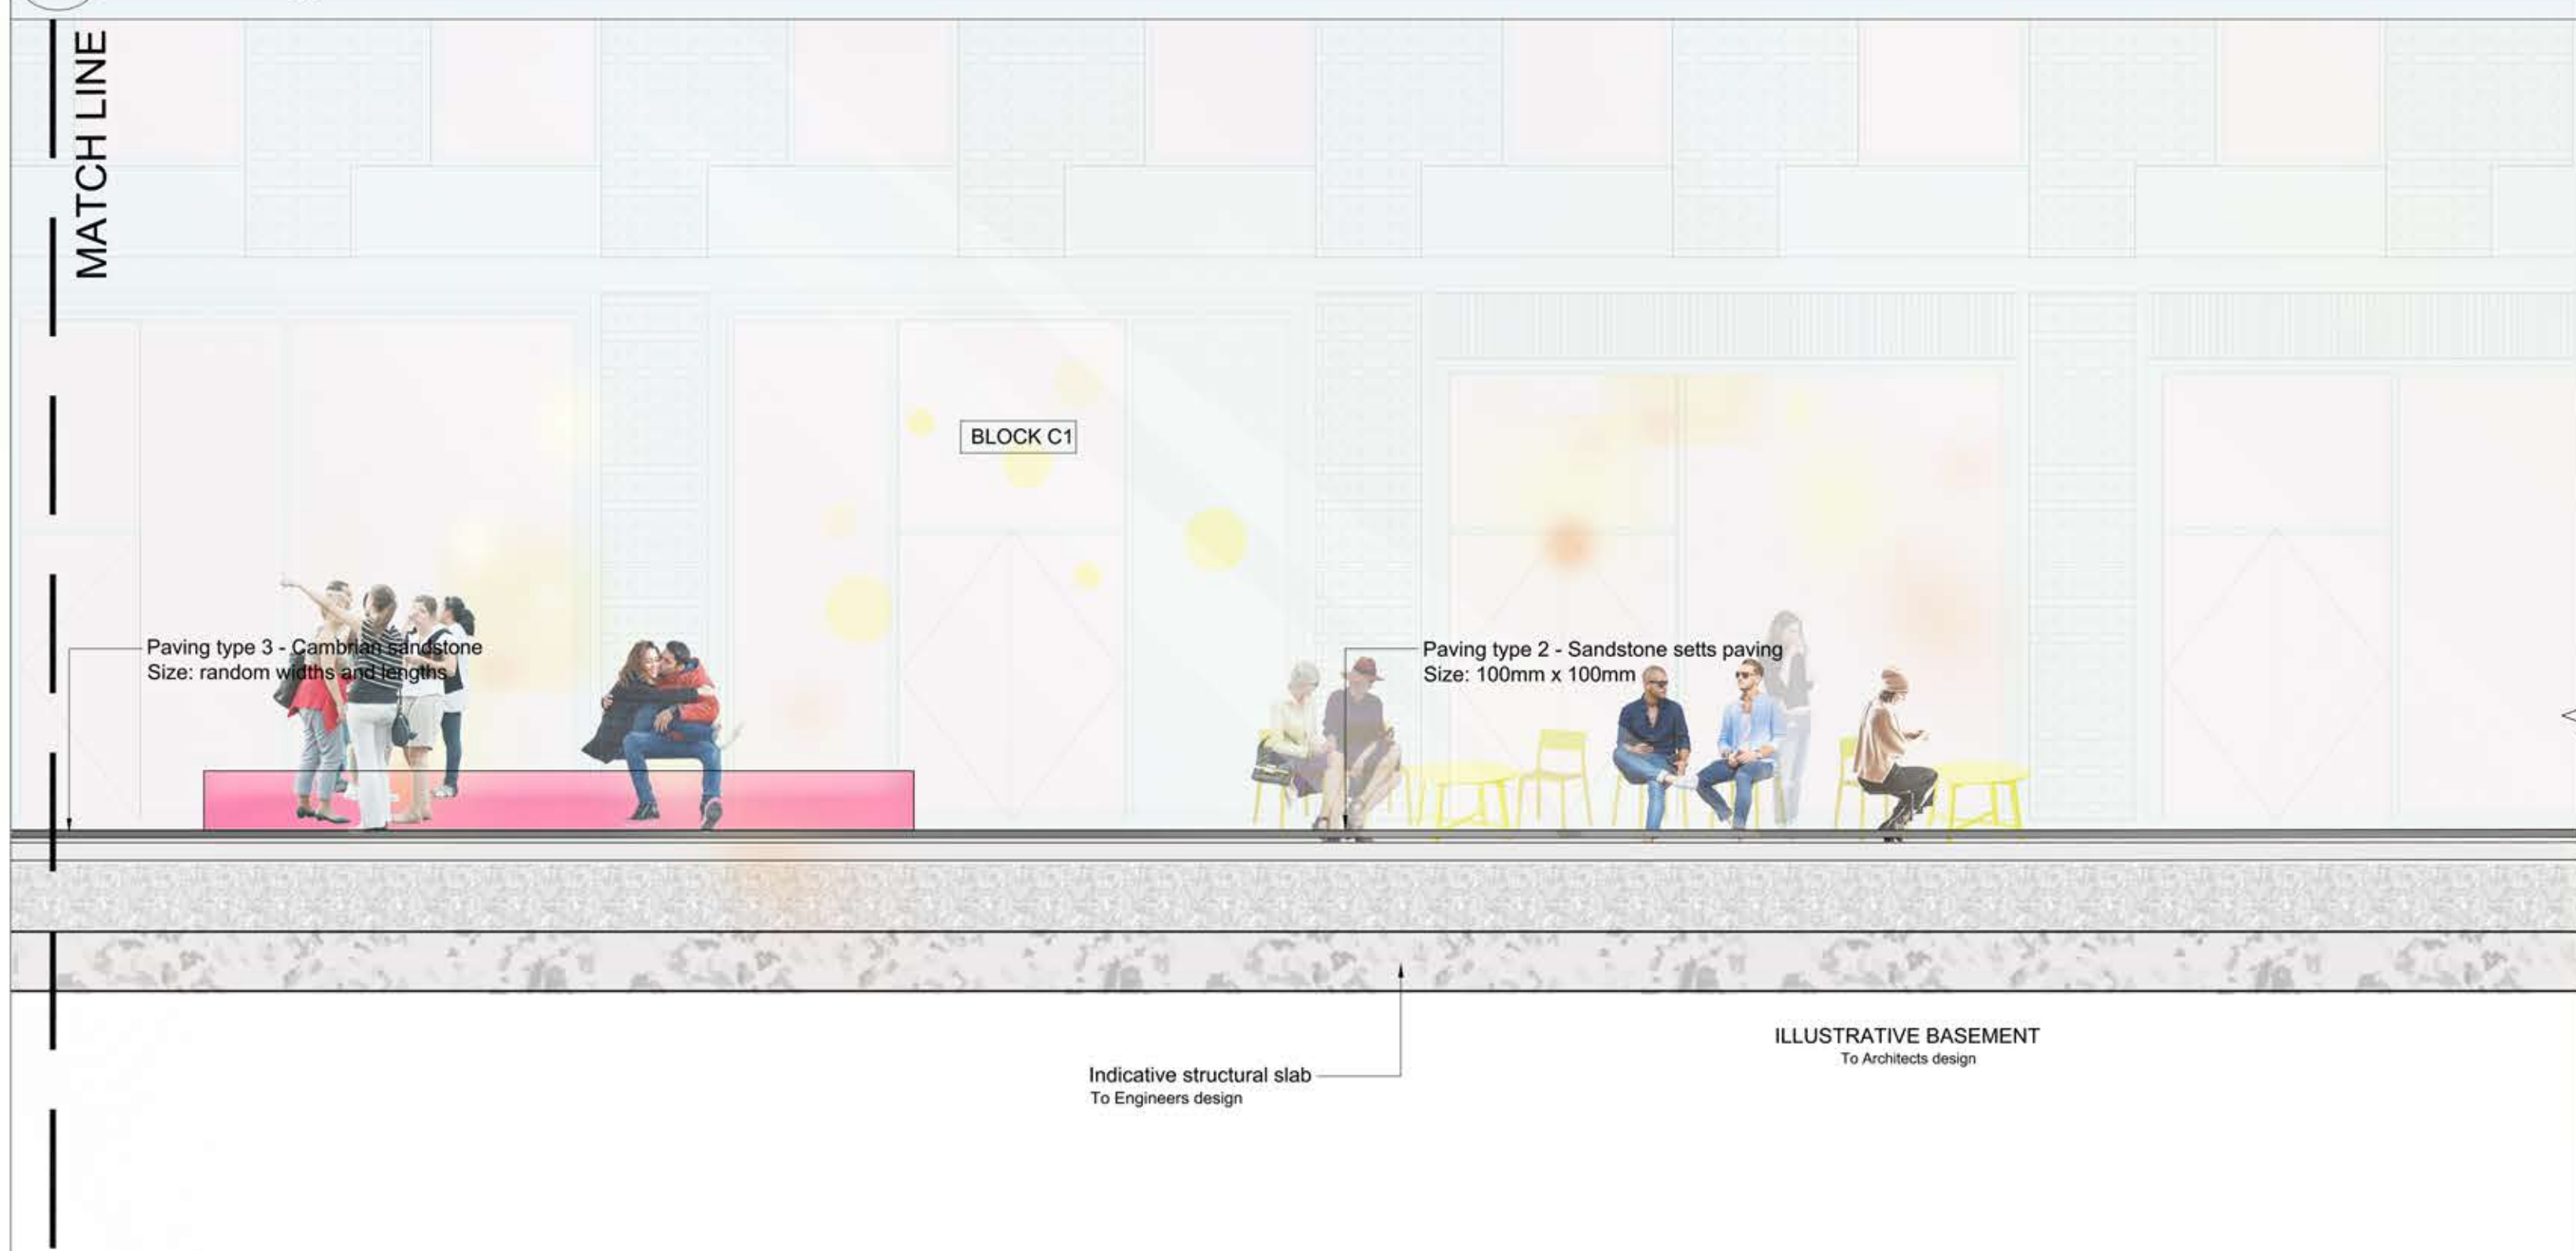 MATCH LINE
BLOCK C1
Paving type 3 - Cambrian sandstone
Size: random widths and lengths
Paving type 2 - Sandstone setts paving
Size: 100mm x 100mm
ILLUSTRATIVE BASEMENT
To Architects design
Indicative structural slab
To Engineers design